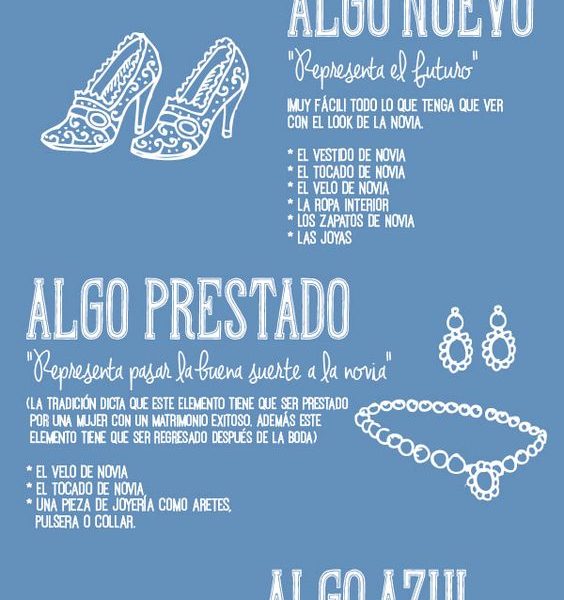 ALGO NUEVO
"Representa el futuro"
¡MUY FÁCIL! TODO LO QUE TENGA QUE VER
CON EL LOOK DE LA NOVIA.
* EL VESTIDO DE NOVIA
* EL TOCADO DE NOVIA
* EL VELO DE NOVIA
* LA ROPA INTERIOR
* LOS ZAPATOS DE NOVIA
* LAS JOYAS
ALGO PRESTADO
"Representa pasar la buena suerte a la novia"
(LA TRADICIÓN DICTA QUE ESTE ELEMENTO TIENE QUE SER PRESTADO
POR UNA MUJER CON UN MATRIMONIO EXITOSO. ADEMÁS ESTE
ELEMENTO TIENE QUE SER REGRESADO DESPUÉS DE LA BODA)
* EL VELO DE NOVIA
* EL TOCADO DE NOVIA,
* UNA PIEZA DE JOYERÍA COMO ARETES,
PULSERA O COLLAR.
ALGO AZUL